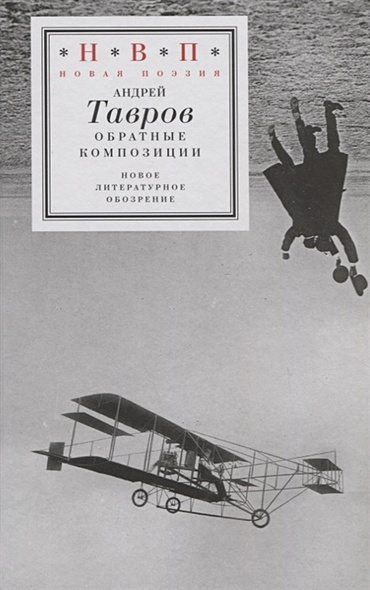 * Н * В * П *
НОВАЯ ПОЭЗИЯ
АНДРЕЙ
Тавров
ОБРАТНЫЕ
КОМПОЗИЦИИ
НОВОЕ
ЛИТЕРАТУРНОЕ
ОБОЗРЕНИЕ